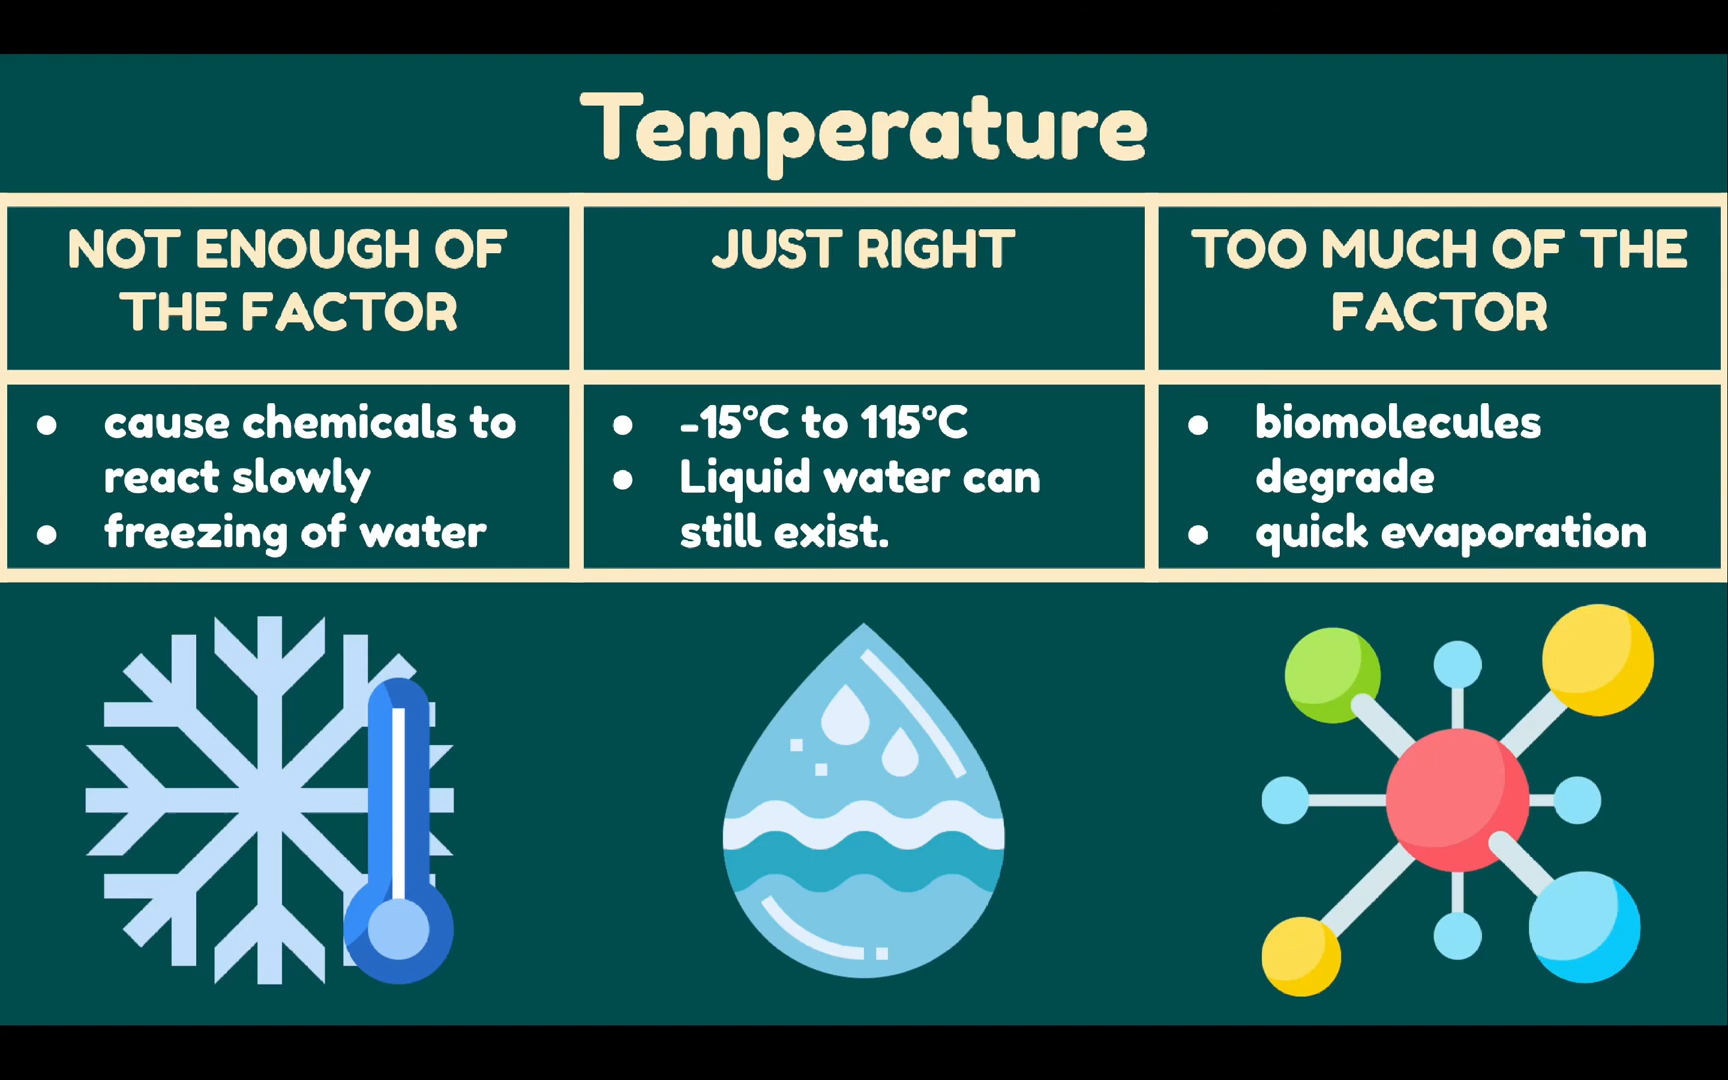 Temperature
NOT ENOUGH OF
THE FACTOR
JUST RIGHT
TOO MUCH OF THE
FACTOR
● cause chemicals to
react slowly
● freezing of water
● -15°C to 115°C
● Liquid water can
still exist.
● biomolecules
degrade
● quick evaporation